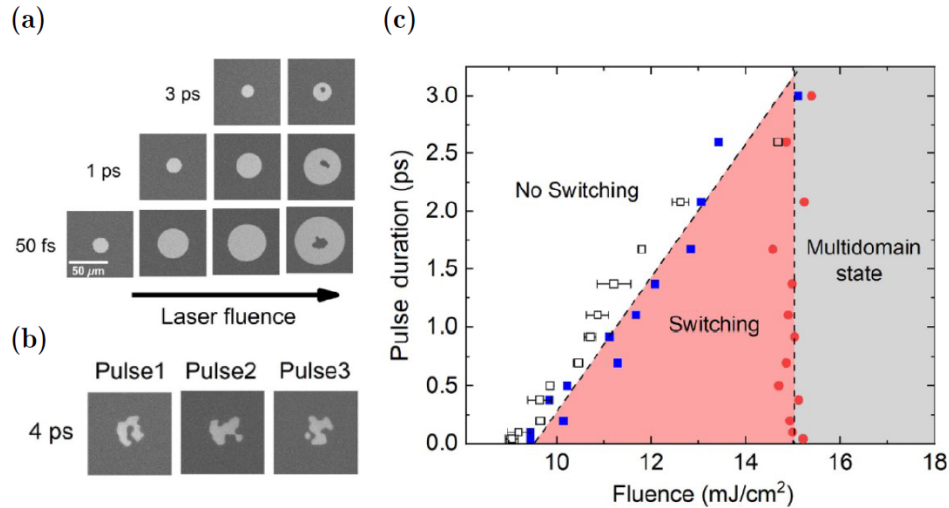 (a)
3 ps
1 ps
50 fs
50 μm
Laser fluence
(b)
Pulse1 Pulse2 Pulse3
4 ps
(c)
Pulse duration (ps)
3.0
2.5
2.0
1.5
1.0
0.5
0.0
No Switching
Switching
Multidomain
state
10 12 14 16 18
Fluence (mJ/cm²)